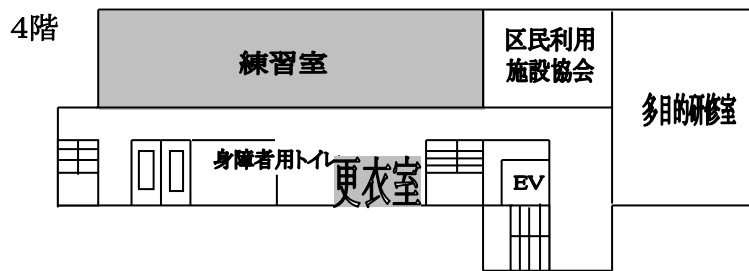 4階
練習室
区民利用
施設協会
多目的研修室
身障者用トイレ
更衣室
EV